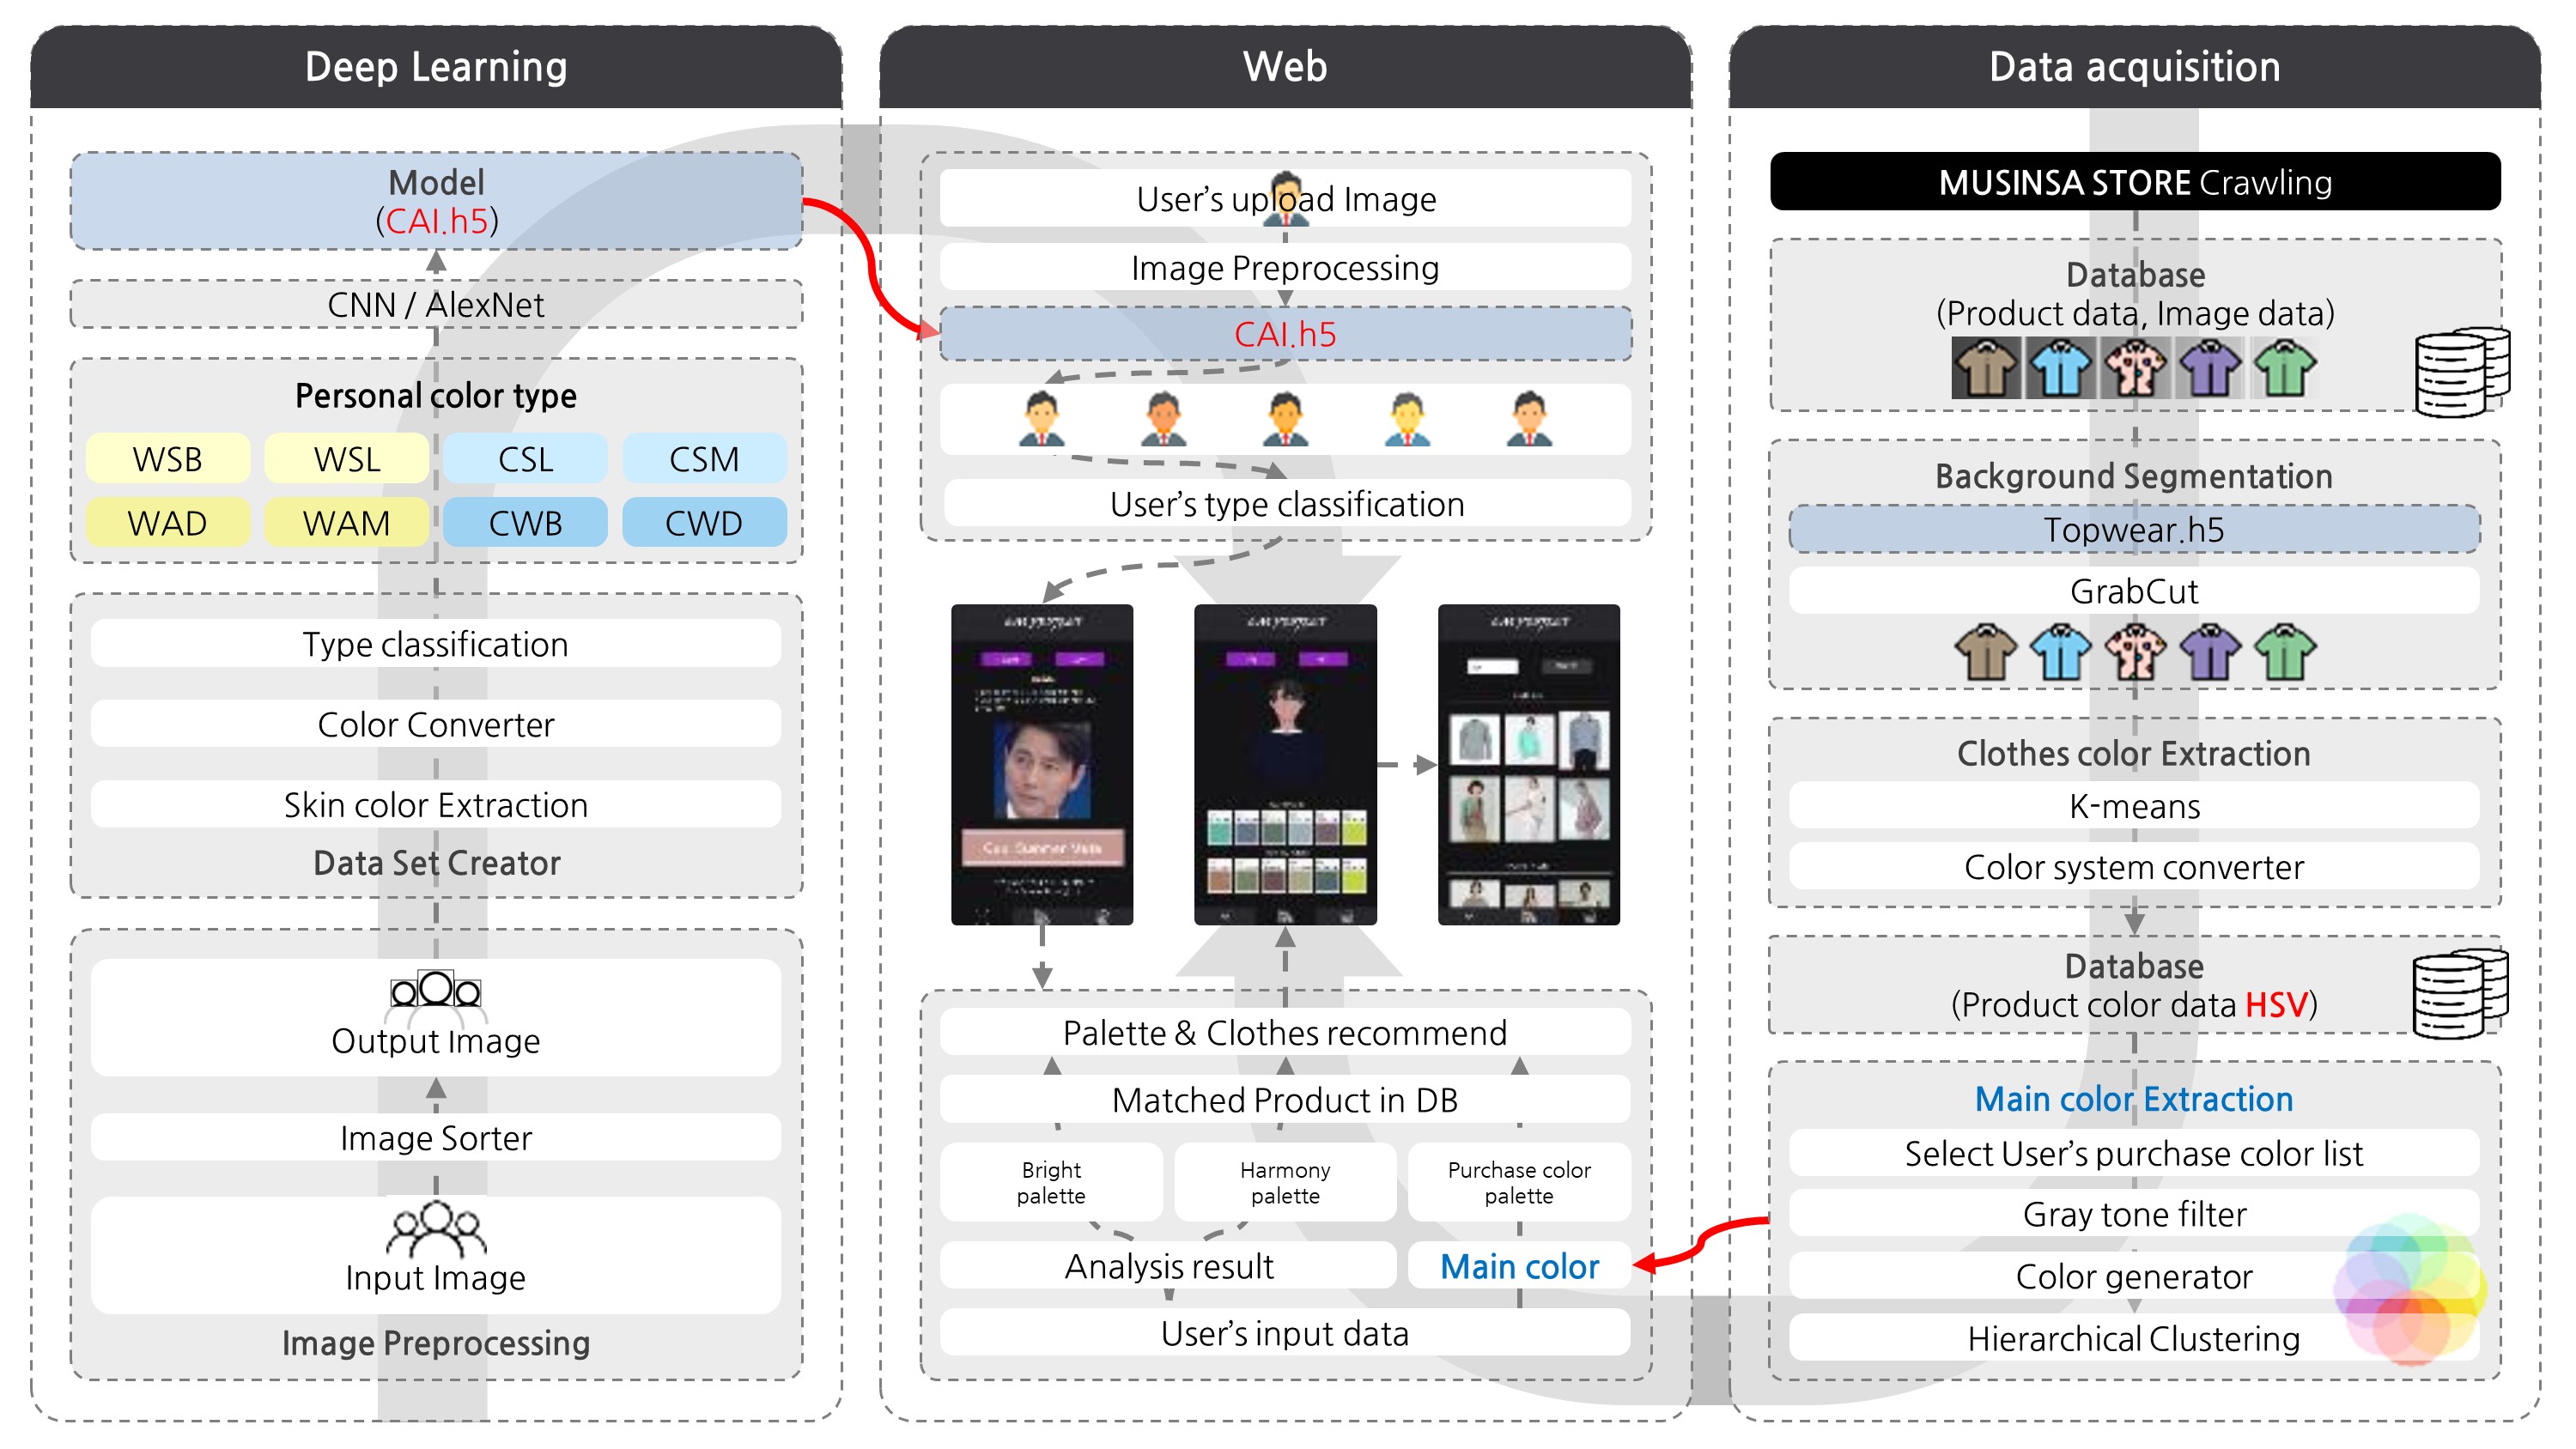 Deep Learning
Model
(CAI.h5)
CNN / AlexNet
Personal color type
WSB
WSL
CSL
CSM
WAD
WAM
CWB
CWD
Type classification
Color Converter
Skin color Extraction
Data Set Creator
Output Image
Image Sorter
Input Image
Image Preprocessing
Web
User's upload Image
Image Preprocessing
CAI.h5
User's type classification
Palette & Clothes recommend
Matched Product in DB
Bright
palette
Harmony
palette
Purchase color
palette
Analysis result
Main color
User's input data
Data acquisition
MUSINSA STORE Crawling
Database
(Product data, Image data)
Background Segmentation
Topwear.h5
GrabCut
Clothes color Extraction
K-means
Color system converter
Database
(Product color data HSV)
Main color Extraction
Select User's purchase color list
Gray tone filter
Color generator
Hierarchical Clustering